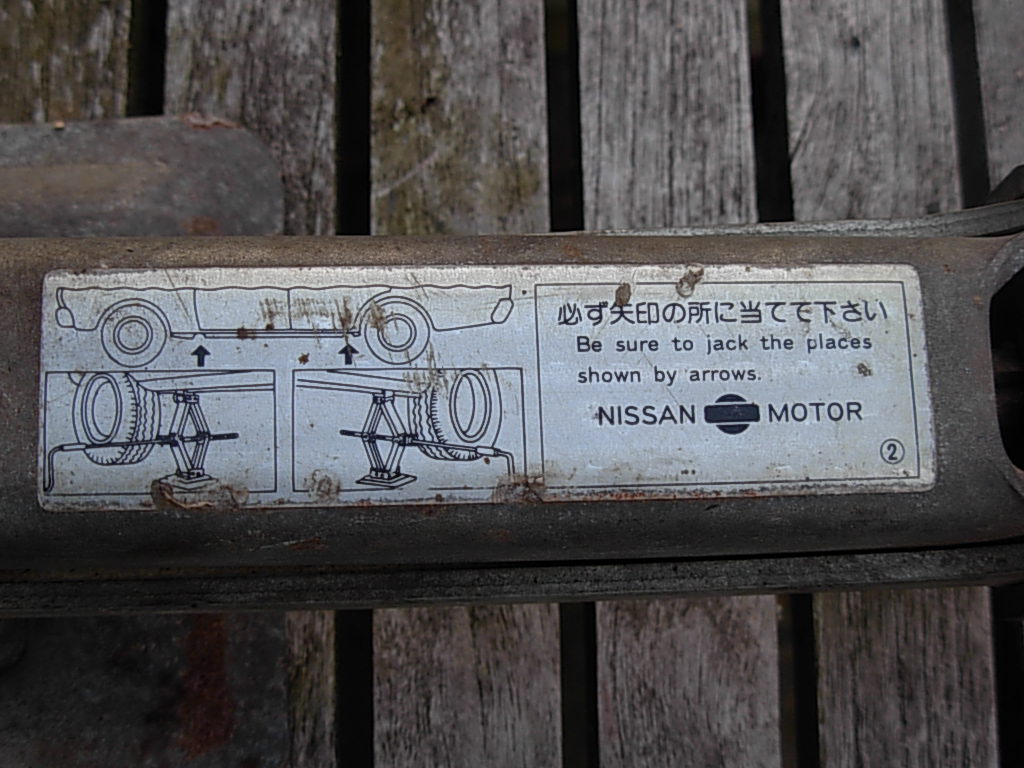 必ず矢印の所に当てて下さい
Be sure to jack the places
shown by arrows.
NISSAN MOTOR
②